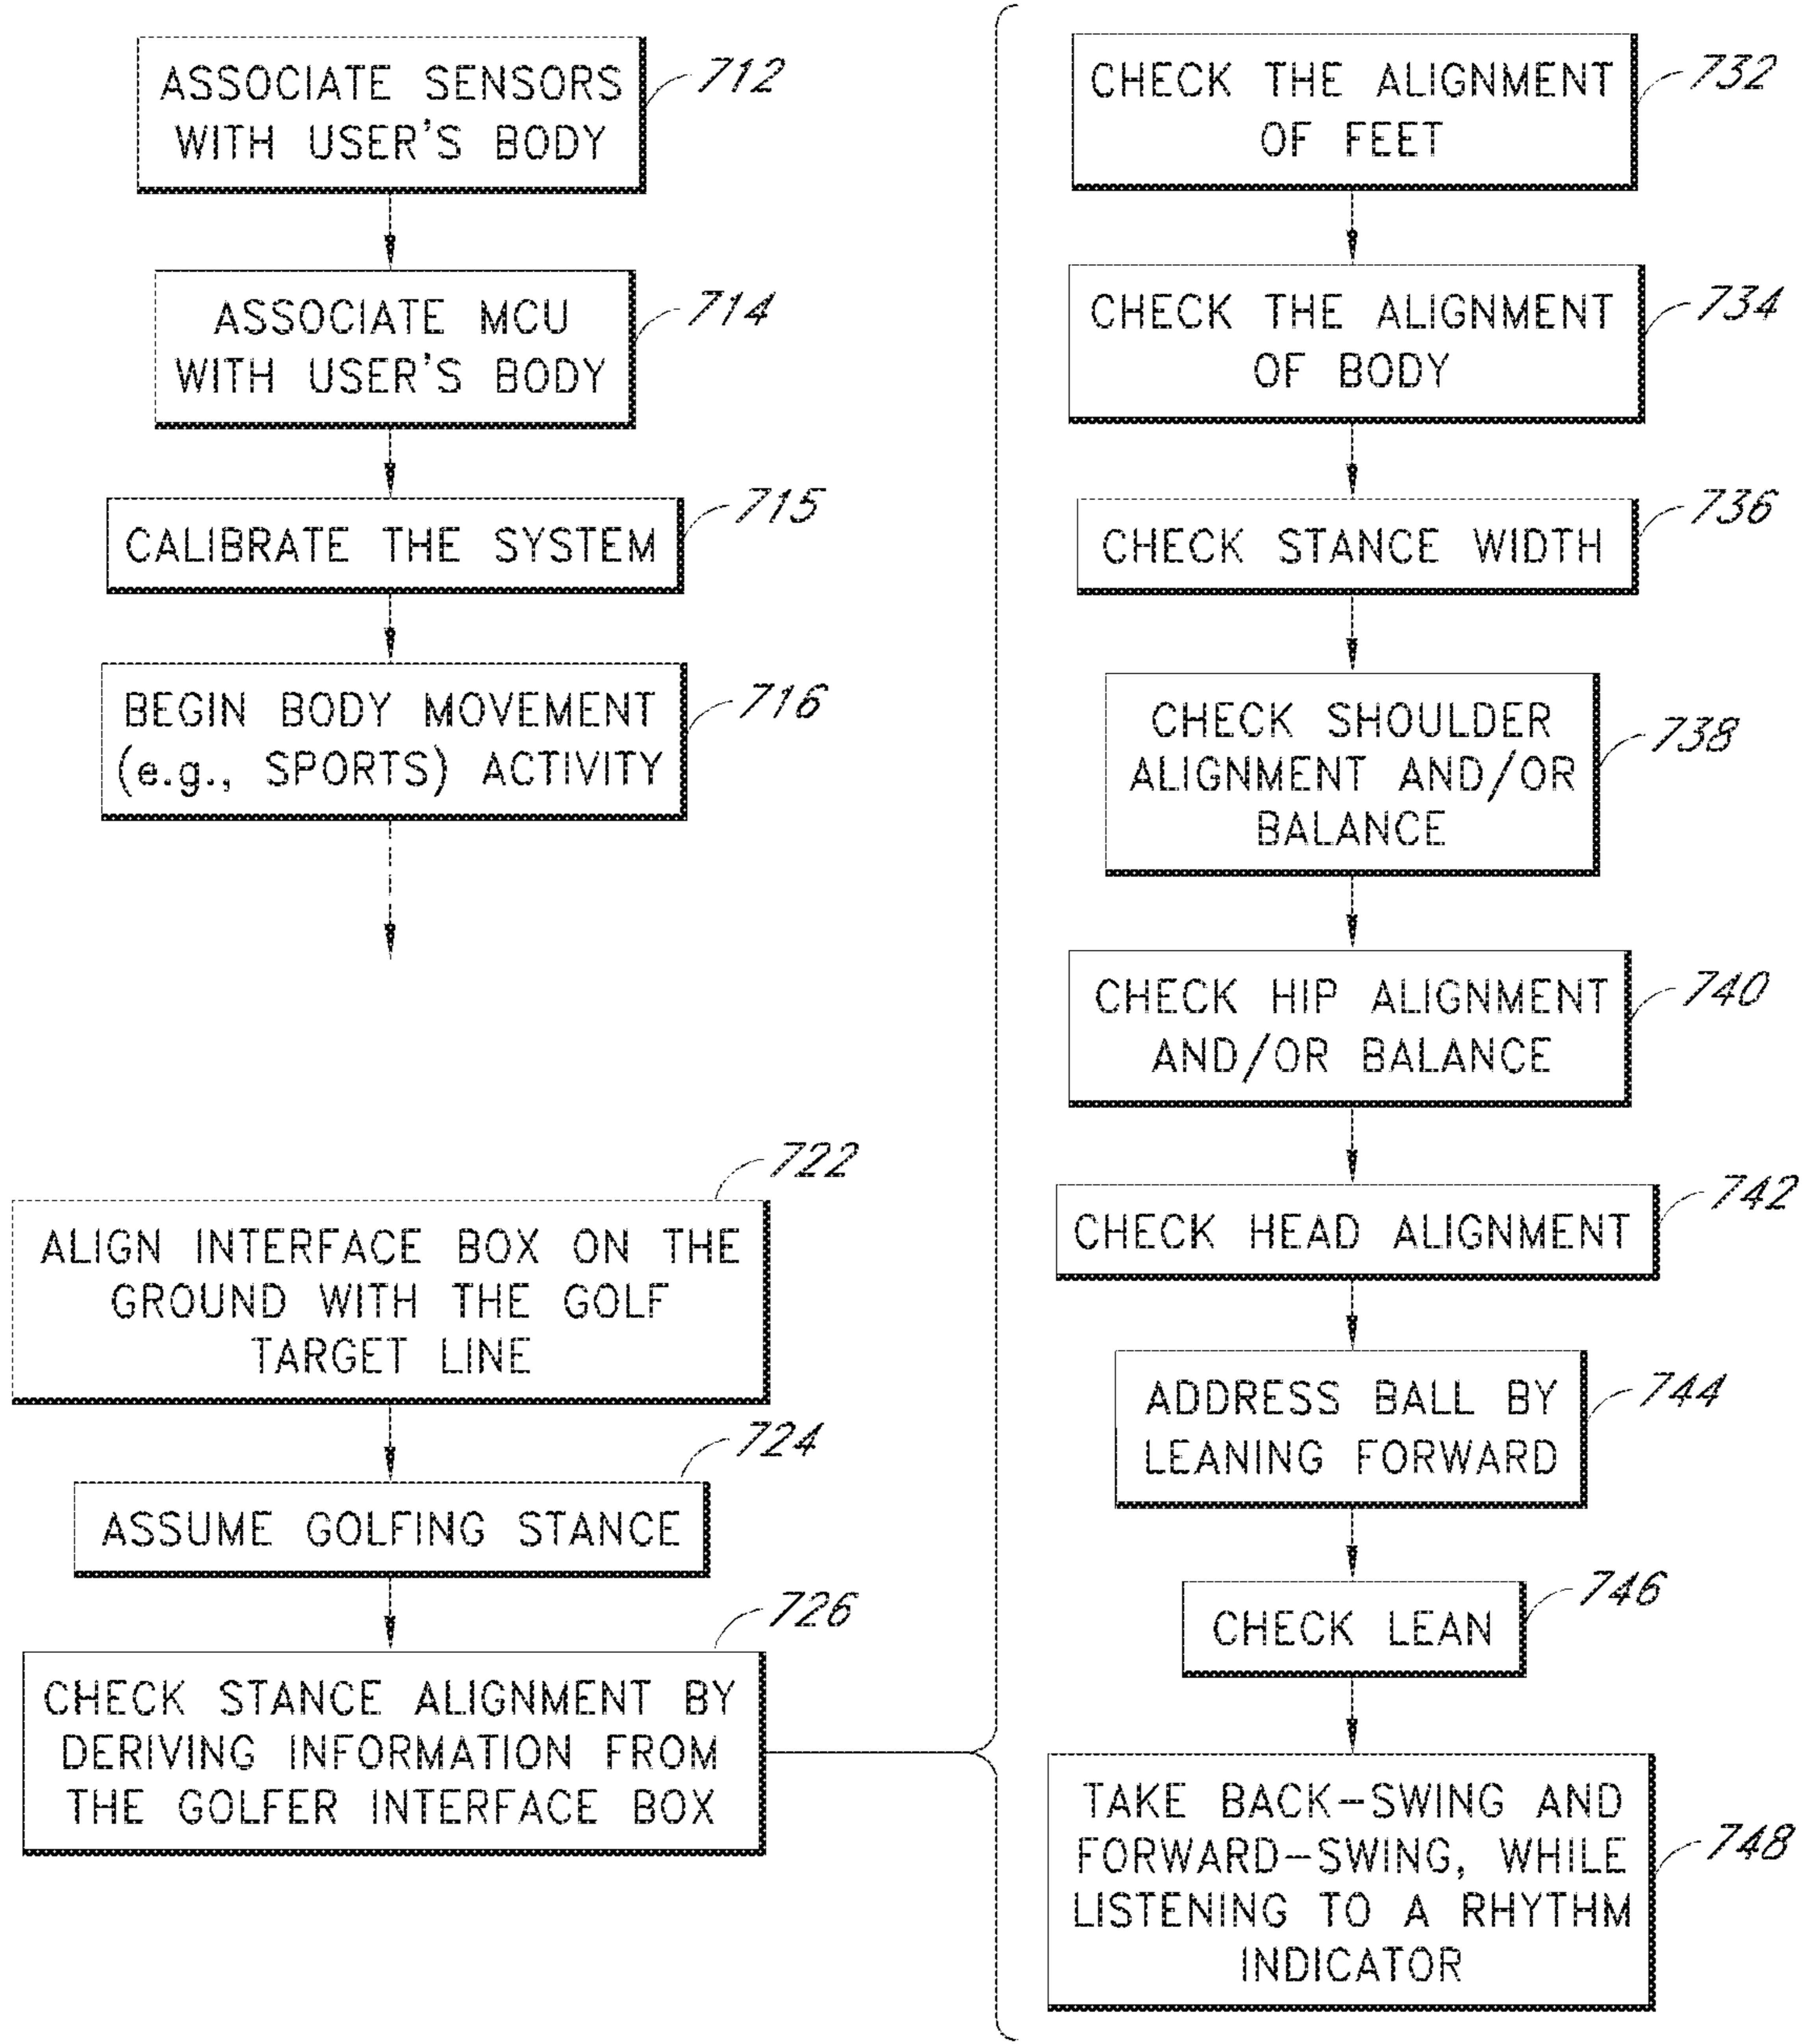 ASSOCIATE SENSORS
WITH USER'S BODY
712
ASSOCIATE MCU
WITH USER'S BODY
714
CALIBRATE THE SYSTEM
715
BEGIN BODY MOVEMENT
(e.g., SPORTS) ACTIVITY
716
722
ALIGN INTERFACE BOX ON THE
GROUND WITH THE GOLF
TARGET LINE
724
ASSUME GOLFING STANCE
726
CHECK STANCE ALIGNMENT BY
DERIVING INFORMATION FROM
THE GOLFER INTERFACE BOX
CHECK THE ALIGNMENT
OF FEET
732
CHECK THE ALIGNMENT
OF BODY
734
CHECK STANCE WIDTH
736
CHECK SHOULDER
ALIGNMENT AND/OR
BALANCE
738
CHECK HIP ALIGNMENT
AND/OR BALANCE
740
CHECK HEAD ALIGNMENT
742
ADDRESS BALL BY
LEANING FORWARD
744
CHECK LEAN
746
TAKE BACK-SWING AND
FORWARD-SWING, WHILE
LISTENING TO A RHYTHM
INDICATOR
748